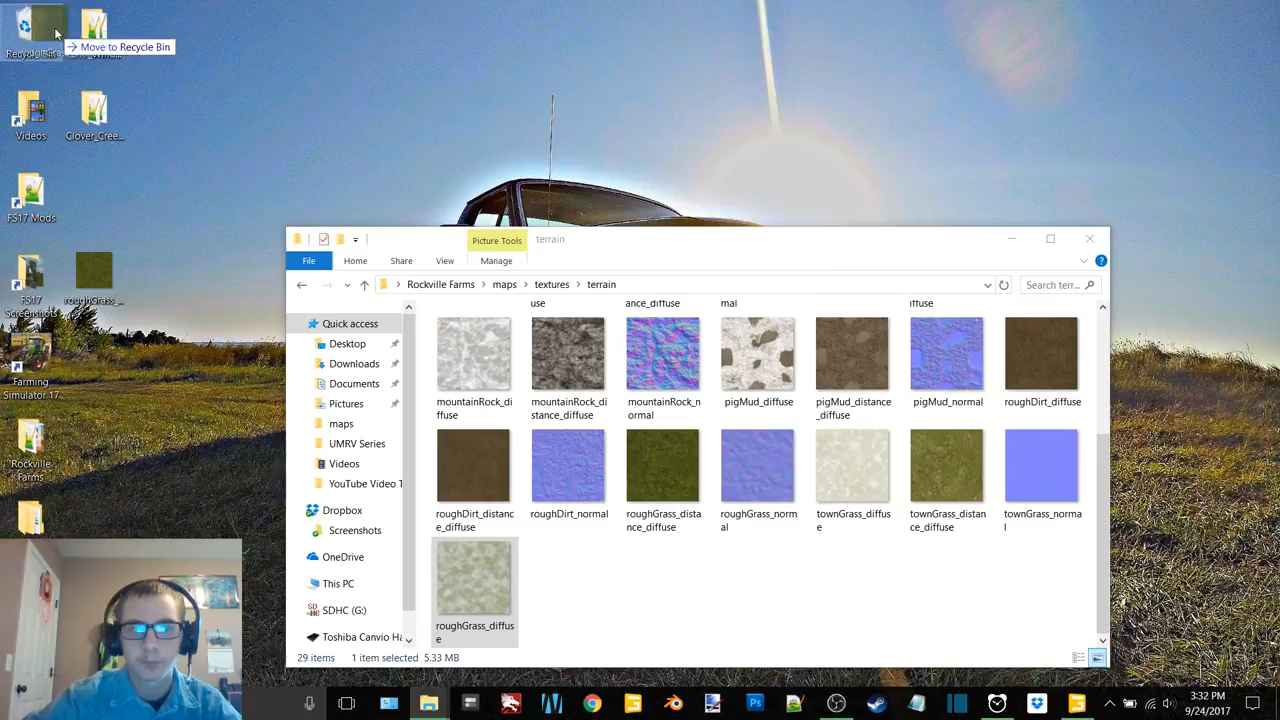 → Move to Recycle Bin
Videos
Clover_Cree...
FS17 Mods
FS17
Screenshots
roughGrass_...
Farming
Simulator 17
Rockville
Farms
Picture Tools
terrain
File
Home
Share
View
Manage
Rockville Farms > maps > textures > terrain
Search terr...
Quick access
Desktop
Downloads
Documents
Pictures
maps
UMRV Series
Videos
YouTube Video T
Dropbox
Screenshots
OneDrive
This PC
SDHC (G:)
Toshiba Canvio Ha
use
ance_diffuse
mal
iffuse
mountainRock_di
ffuse
mountainRock_di
stance_diffuse
mountainRock_n
ormal
pigMud_diffuse
pigMud_distance
_diffuse
pigMud_normal
roughDirt_diffuse
roughDirt_distanc
e_diffuse
roughDirt_normal
roughGrass_dista
nce_diffuse
roughGrass_norm
al
townGrass_diffus
e
townGrass_distan
ce_diffuse
townGrass_norma
l
roughGrass_diffus
e
29 items
1 item selected 5.33 MB
3:32 PM
9/24/2017